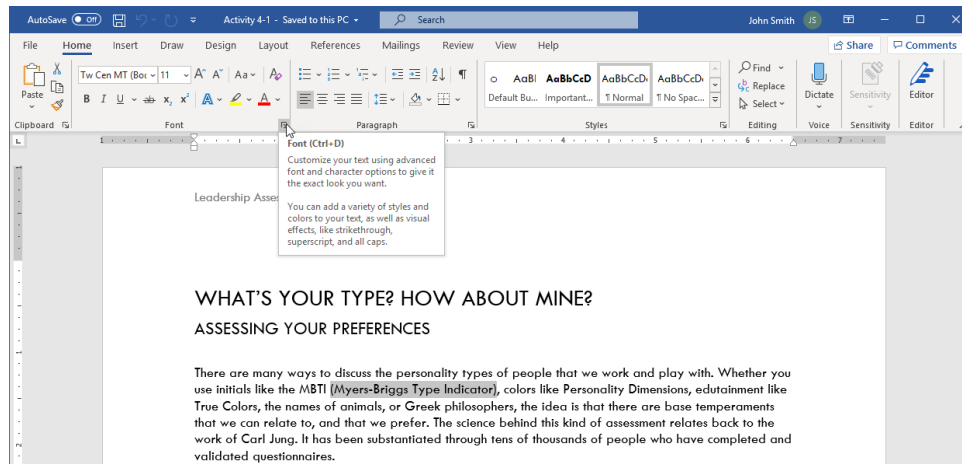 AutoSave Off Activity 4-1 - Saved to this PC Search John Smith JS
File Home Insert Draw Design Layout References Mailings Review View Help Share Comments
Tw Cen MT (Boc 11 Aa AaBl AaBbCcD AaBbCcDc AaBbCcDc Find
Paste B I U ab x₂ x² A A Default Bu... Important... ¶ Normal ¶ No Spac... Replace Dictate Sensitivity Editor
Select
Clipboard Font Paragraph Styles Editing Voice Sensitivity Editor
1 3 4 5 6 7
Font (Ctrl+D)
Customize your text using advanced
font and character options to give it
the exact look you want.
You can add a variety of styles and
colors to your text, as well as visual
effects, like strikethrough,
superscript, and all caps.
Leadership
WHAT'S YOUR TYPE? HOW ABOUT MINE?
ASSESSING YOUR PREFERENCES
There are many ways to discuss the personality types of people that we work and play with. Whether you
use initials like the MBTI (Myers-Briggs Type Indicator), colors like Personality Dimensions, edutainment like
True Colors, the names of animals, or Greek philosophers, the idea is that there are base temperaments
that we can relate to, and that we prefer. The science behind this kind of assessment relates back to the
work of Carl Jung. It has been substantiated through tens of thousands of people who have completed and
validated questionnaires.